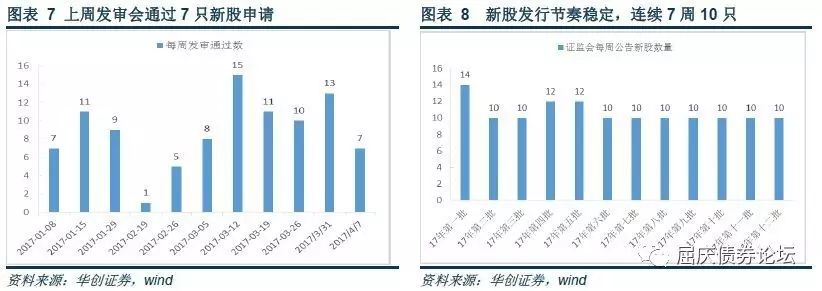 图表 7 上周发审会通过 7 只新股申请
每周发审通过数
16
14
12
10
8
6
4
2
0
7
11
9
1
5
8
15
11
10
13
7
2017-01-08
2017-01-15
2017-01-29
2017-02-19
2017-02-26
2017-03-05
2017-03-12
2017-03-19
2017-03-26
2017/3/31
2017/4/7
资料来源：华创证券，wind
图表 8 新股发行节奏稳定，连续 7 周 10 只
证监会每周公告新股数量
16
14
12
10
8
6
4
2
0
14
10
10
12
12
10
10
10
10
10
10
10
17年第一批
17年第二批
17年第三批
17年第四批
17年第五批
17年第六批
17年第七批
17年第八批
17年第九批
17年第十批
17年第十一批
17年第十二批
资料来源：华创证券，wind
屈庆债券论坛